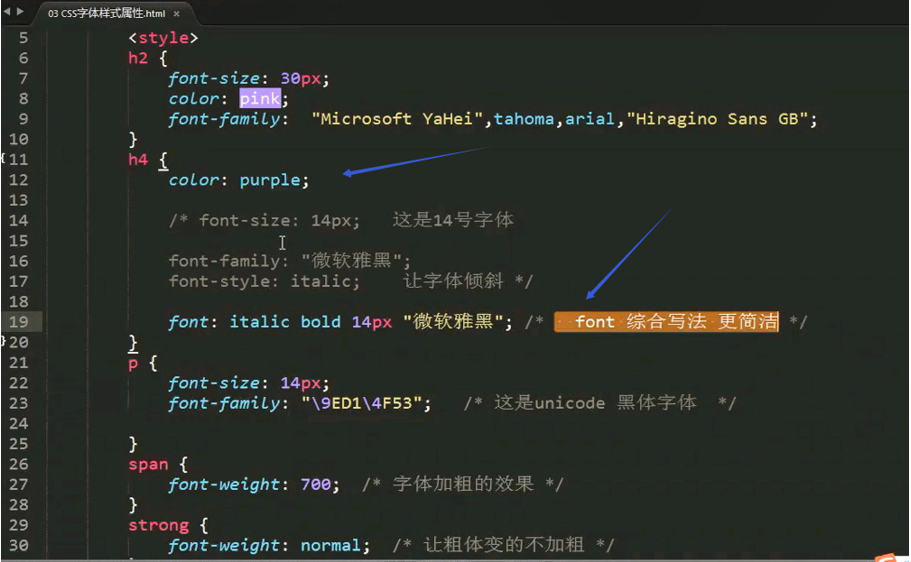 03 CSS字体样式属性.html ×
5 <style>
6 h2 {
7 font-size: 30px;
8 color: pink;
9 font-family: "Microsoft YaHei",tahoma,arial,"Hiragino Sans GB";
10 }
11 h4 {
12 color: purple;
13
14 /* font-size: 14px; 这是14号字体
15
16 font-family: "微软雅黑";
17 font-style: italic; 让字体倾斜 */
18
19 font: italic bold 14px "微软雅黑"; /* font 综合写法 更简洁 */
20 }
21 p {
22 font-size: 14px;
23 font-family: "\9ED1\4F53"; /* 这是unicode 黑体字体 */
24
25 }
26 span {
27 font-weight: 700; /* 字体加粗的效果 */
28 }
29 strong {
30 font-weight: normal; /* 让粗体变的不加粗 */